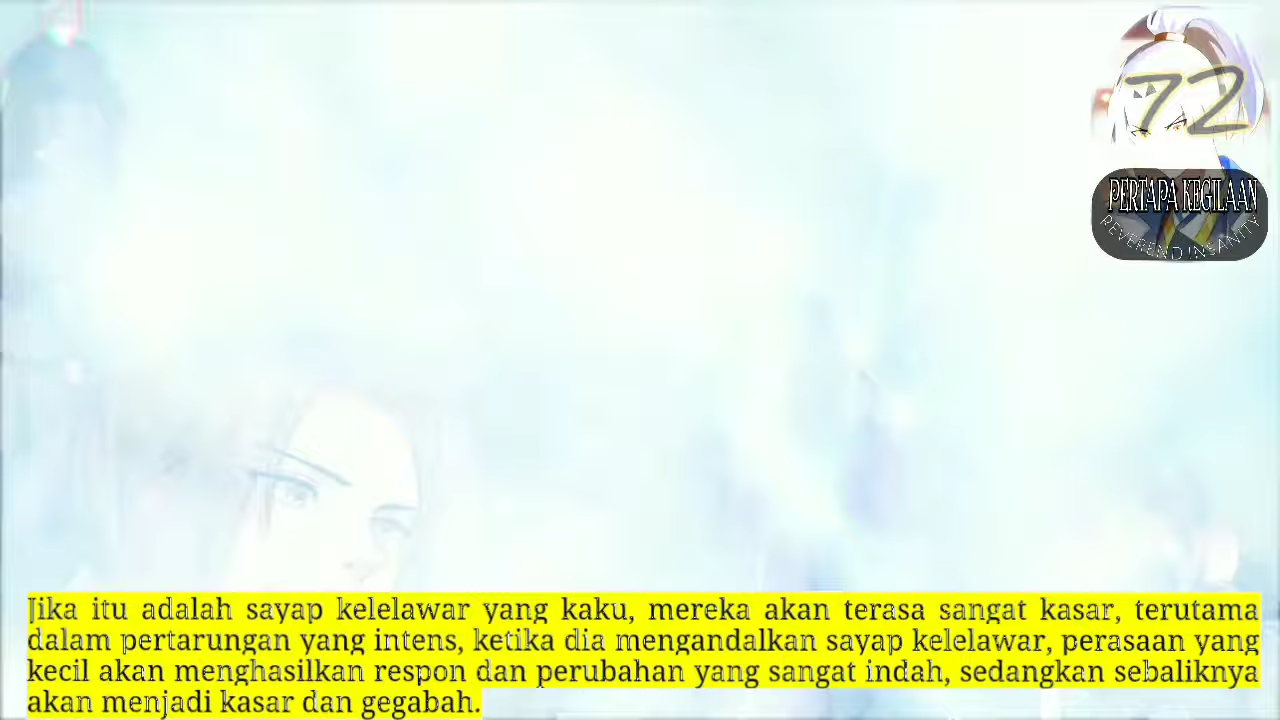 72
PERTAPA KEGILAAN
REVEREND INSANITY
Jika itu adalah sayap kelelawar yang kaku, mereka akan terasa sangat kasar, terutama
dalam pertarungan yang intens, ketika dia mengandalkan sayap kelelawar, perasaan yang
kecil akan menghasilkan respon dan perubahan yang sangat indah, sedangkan sebaliknya
akan menjadi kasar dan gegabah.